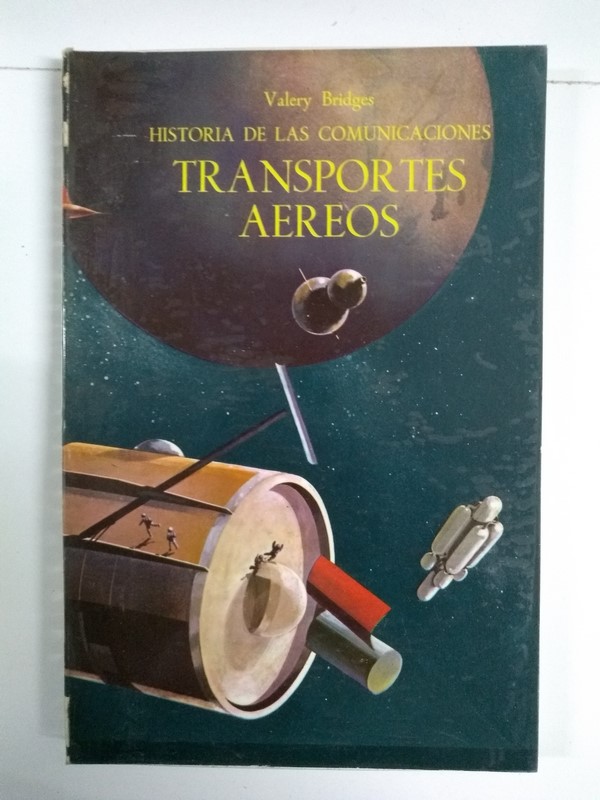 Valery Bridges
HISTORIA DE LAS COMUNICACIONES
TRANSPORTES
AEREOS